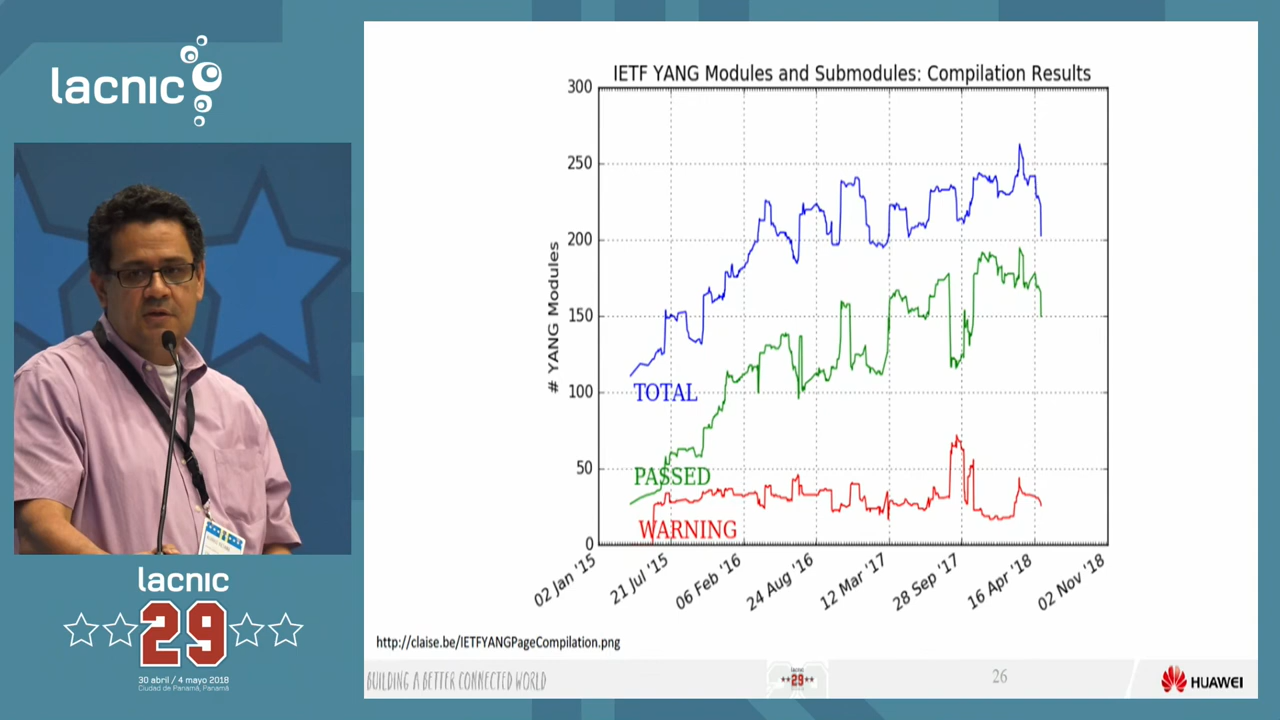 lacnic
lacnic
29
30 abril / 4 mayo 2018
Ciudad de Panamá, Panamá
IETF YANG Modules and Submodules: Compilation Results
300
250
200
150
100
50
0
# YANG Modules
TOTAL
PASSED
WARNING
02 Jan '15
21 Jul '15
06 Feb '16
24 Aug '16
12 Mar '17
28 Sep '17
16 Apr '18
02 Nov '18
http://claise.be/IETFYANGPageCompilation.png
BUILDING A BETTER CONNECTED WORLD
lacnic
29
26
HUAWEI